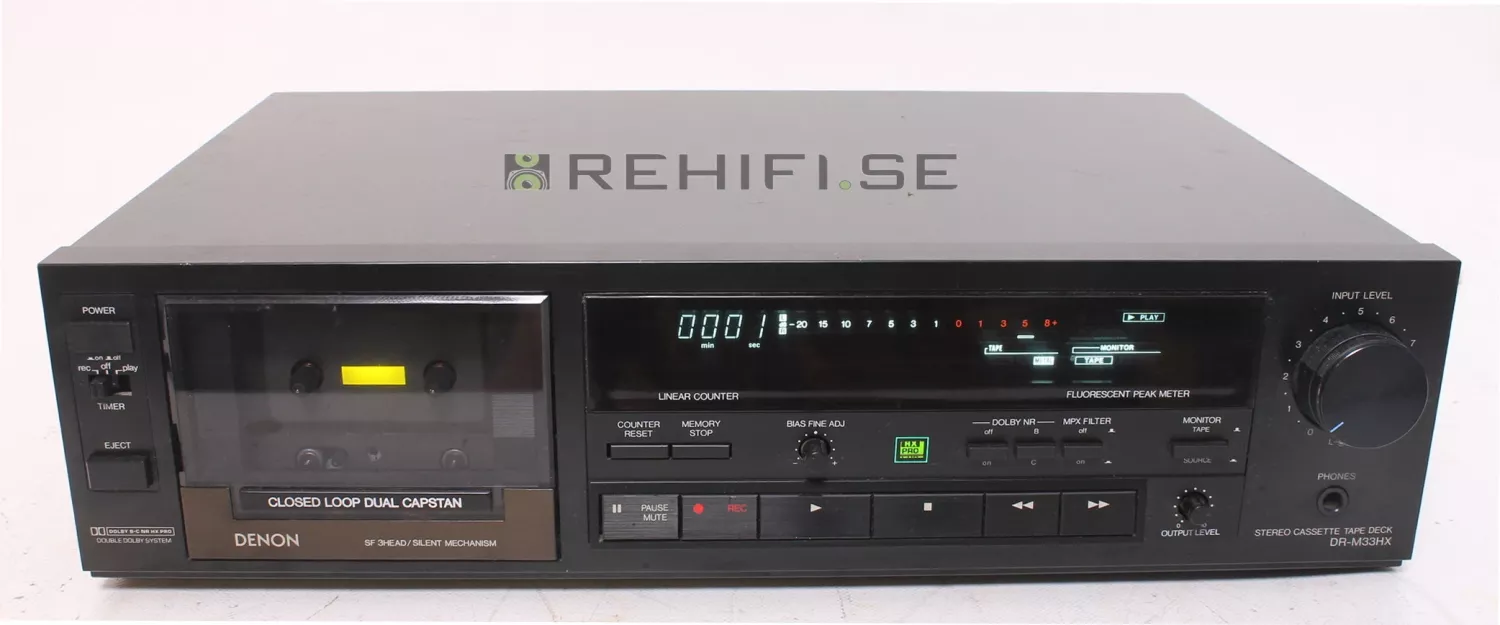 REHIFI.SE
POWER
on off
rec off play
TIMER
EJECT
DOLBY B-C NR HX PRO
DOUBLE DOLBY SYSTEM
CLOSED LOOP DUAL CAPSTAN
DENON
SF 3HEAD/SILENT MECHANISM
0001
min sec
-20 15 10 7 5 3 1 0 1 3 5 8+
PLAY
TAPE
MONITOR
TAPE
LINEAR COUNTER
FLUORESCENT PEAK METER
COUNTER
RESET
MEMORY
STOP
BIAS FINE ADJ
- +
HX
PRO
DOLBY NR
off B
on C
MPX FILTER
off
on
MONITOR
TAPE
SOURCE
PAUSE
MUTE
REC
OUTPUT LEVEL
INPUT LEVEL
0 1 2 3 4 5 6 7
PHONES
STEREO CASSETTE TAPE DECK
DR-M33HX